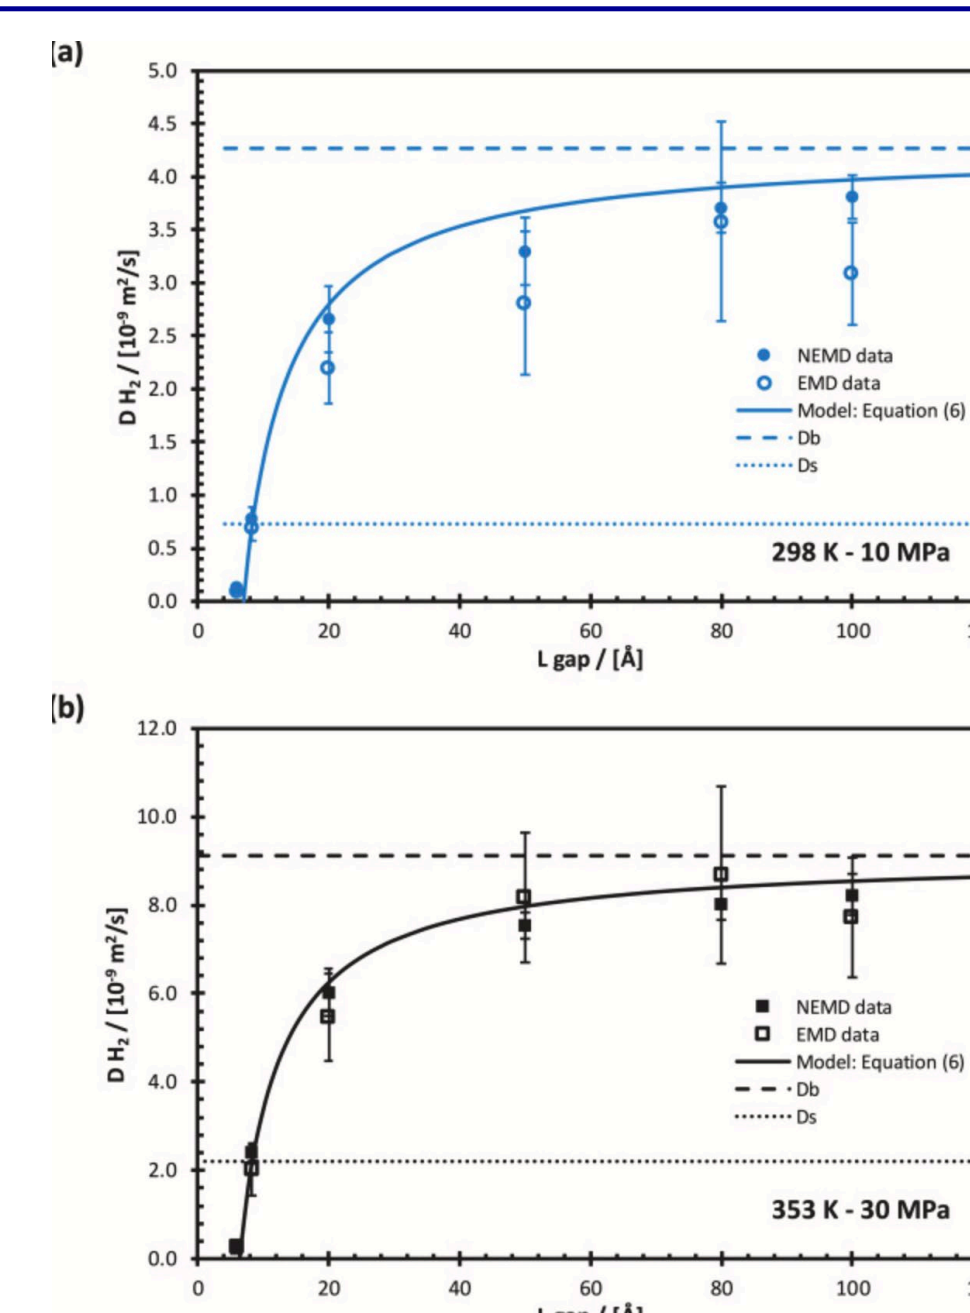 (a)
5.0
4.5
4.0
3.5
3.0
2.5
2.0
1.5
1.0
0.5
0.0
D H₂ / [10⁻⁹ m²/s]
NEMD data
EMD data
Model: Equation (6)
Db
Ds
298 K - 10 MPa
0 20 40 60 80 100
L gap / [Å]
(b)
12.0
10.0
8.0
6.0
4.0
2.0
0.0
D H₂ / [10⁻⁹ m²/s]
NEMD data
EMD data
Model: Equation (6)
Db
Ds
353 K - 30 MPa
0 20 40 60 80 100
L gap / [Å]